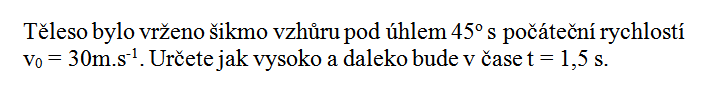 Těleso bylo vrženo šikmo vzhůru pod úhlem 45º s počáteční rychlostí
v₀ = 30m.s⁻¹. Určete jak vysoko a daleko bude v čase t = 1,5 s.